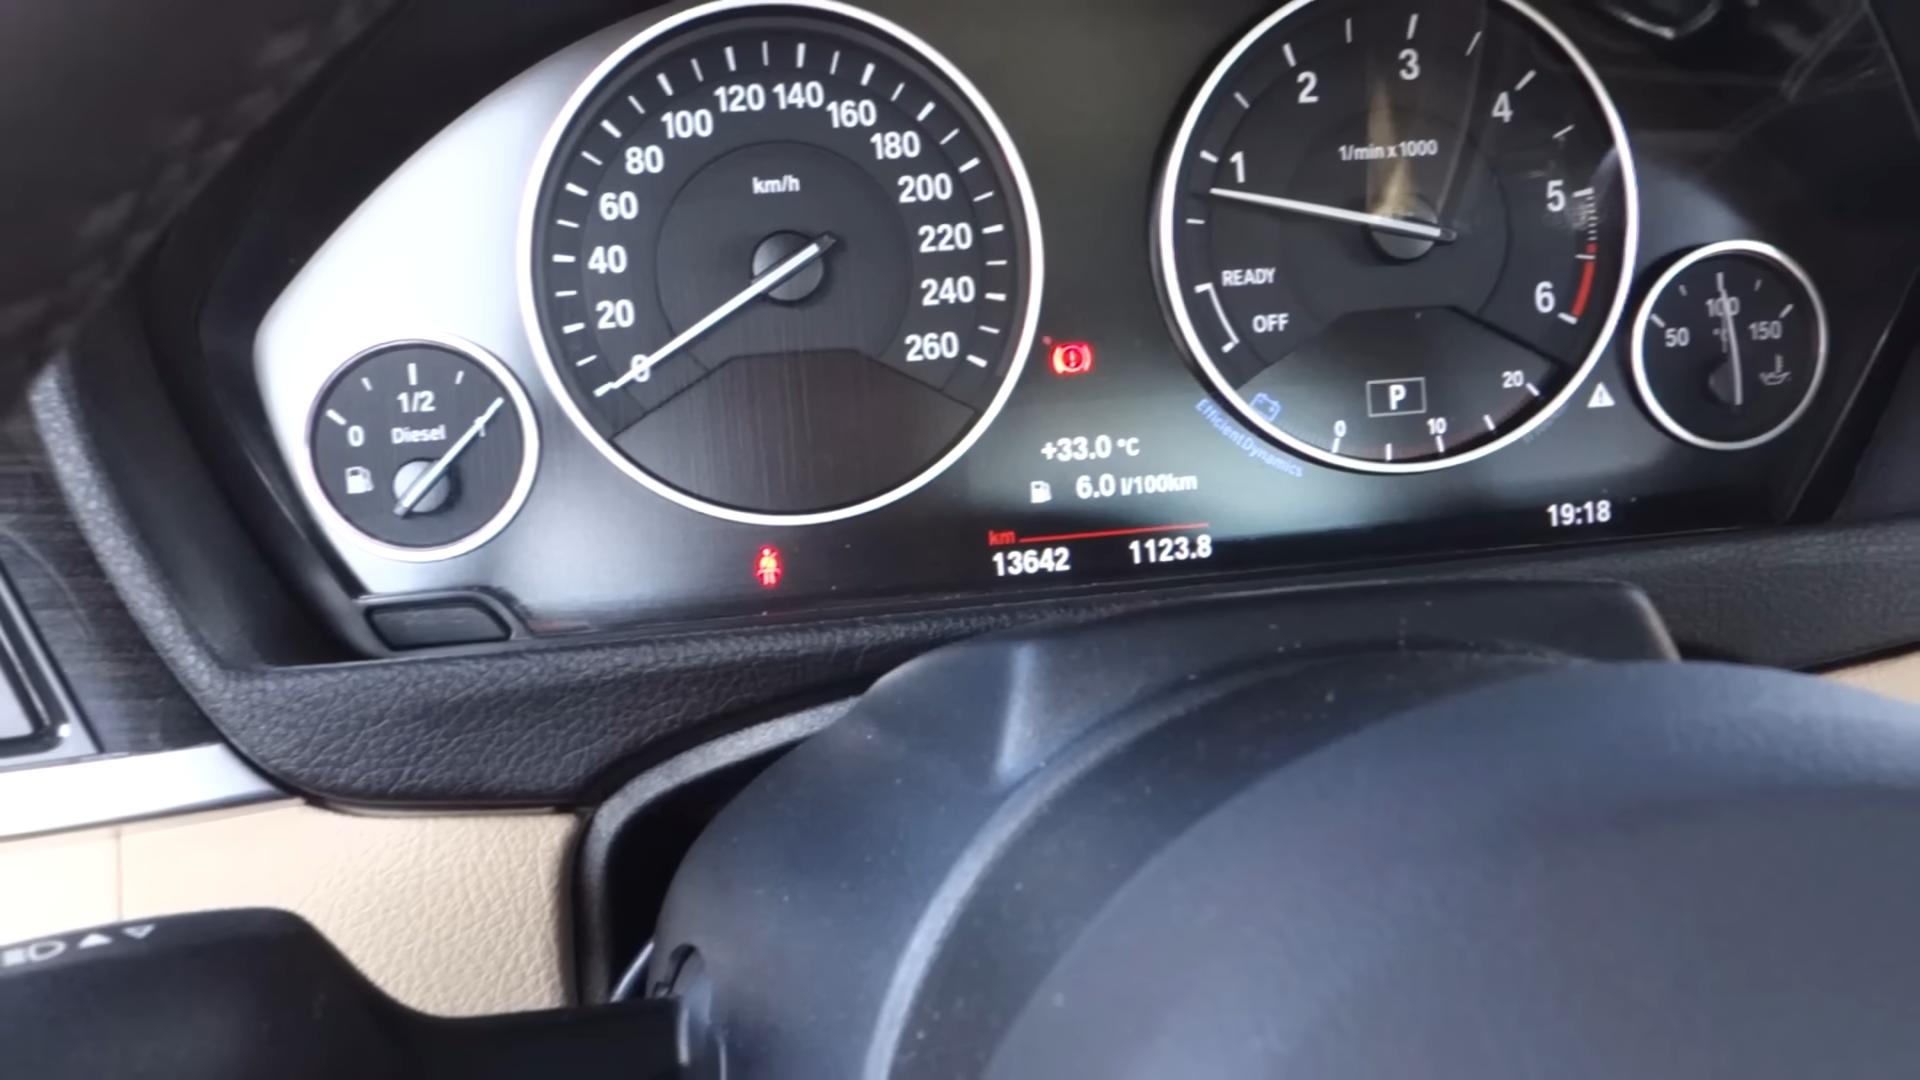 120 140
100
160
80
180
60
km/h
200
40
220
20
240
0
260
1/2
0
Diesel
1
3
2
4
1
1/min x 1000
5
READY
6
OFF
P
20
0
10
EfficientDynamics
100
50
150
°C
+33.0 °C
6.0 l/100km
km
13642
1123.8
19:18